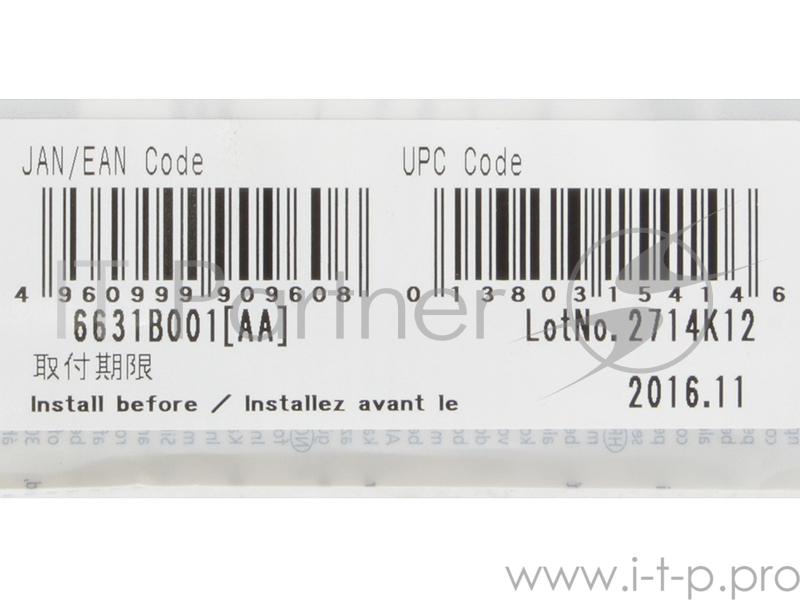 JAN/EAN Code
UPC Code
4 960999 909608
0 13803 15414 6
6631B001[AA]
LotNo. 2714K12
取付期限
Install before / Installez avant le
2016.11
IT Partner
www.i-t-p.pro